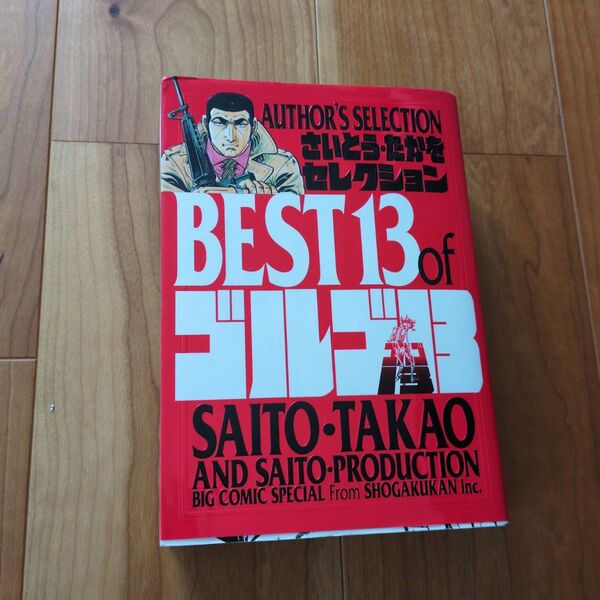 AUTHOR'S SELECTION
さいとう・たかを
セレクション
BEST 13 of
ゴルゴ13
SAITO・TAKAO
AND SAITO・PRODUCTION
BIG COMIC SPECIAL From SHOGAKUKAN inc.